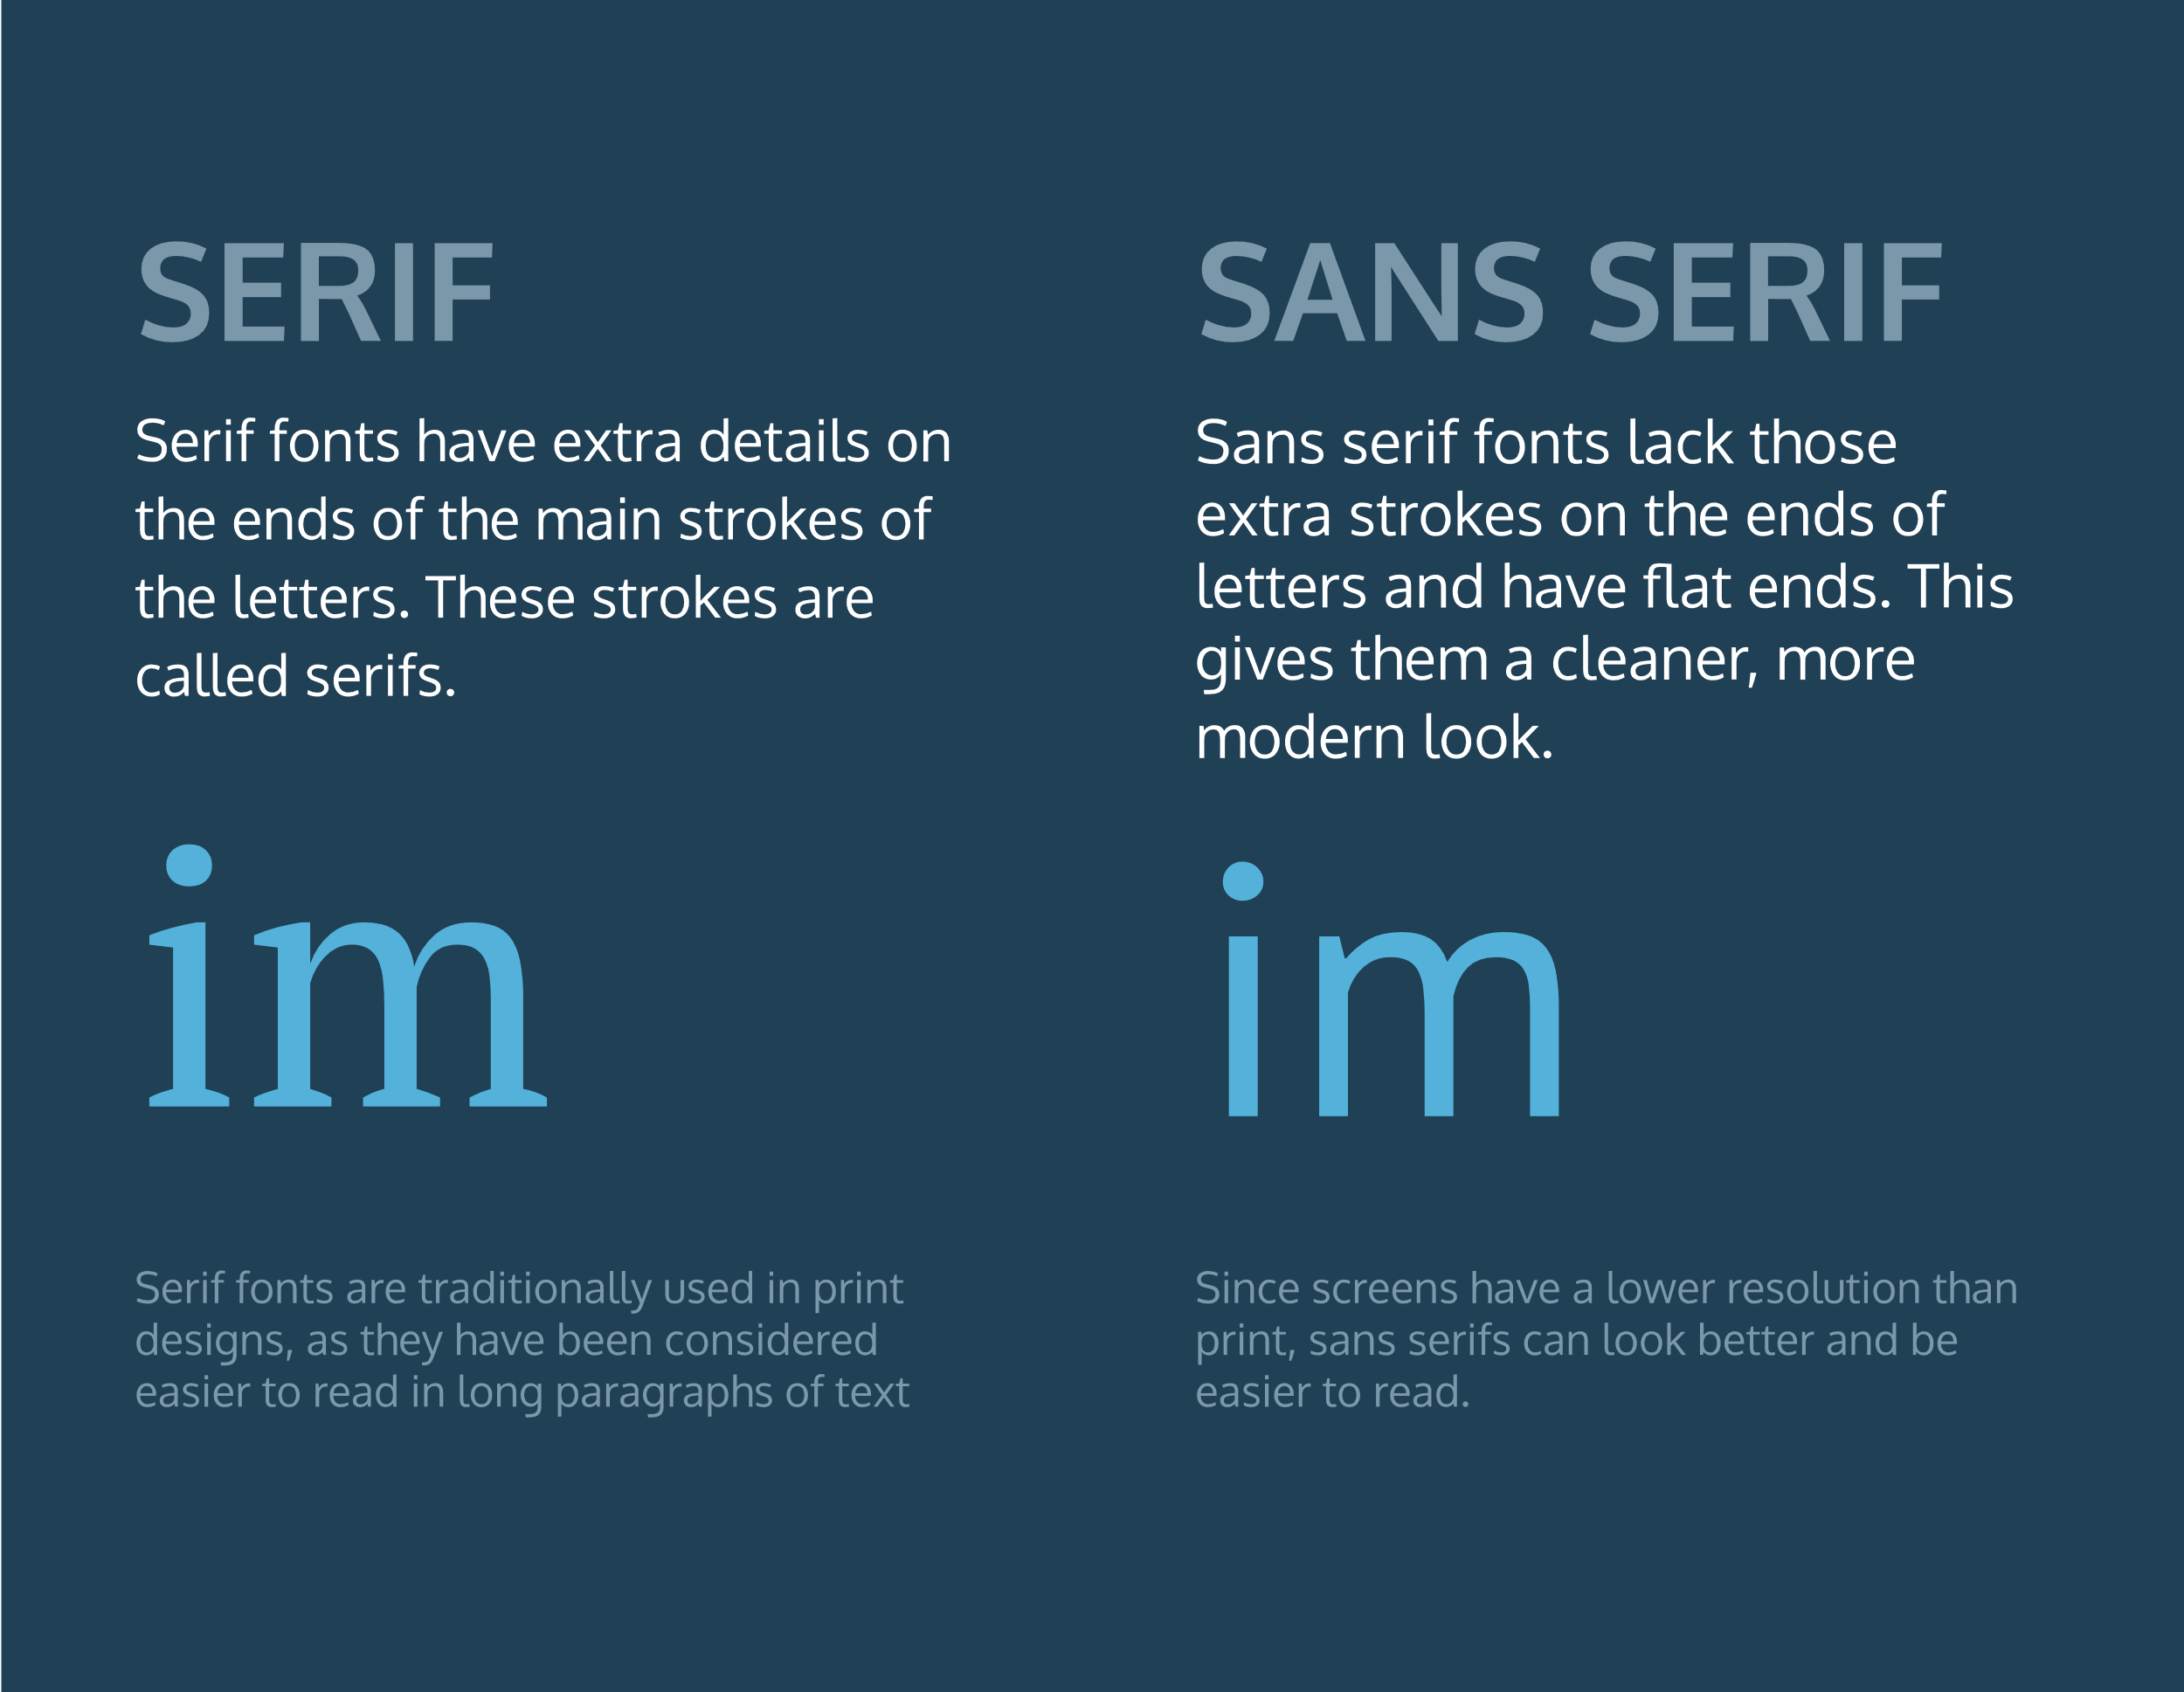 SERIF
Serif fonts have extra details on
the ends of the main strokes of
the letters. These strokes are
called serifs.
im
Serif fonts are traditionally used in print
designs, as they have been considered
easier to read in long paragraphs of text
SANS SERIF
Sans serif fonts lack those
extra strokes on the ends of
letters and have flat ends. This
gives them a cleaner, more
modern look.
im
Since screens have a lower resolution than
print, sans serifs can look better and be
easier to read.